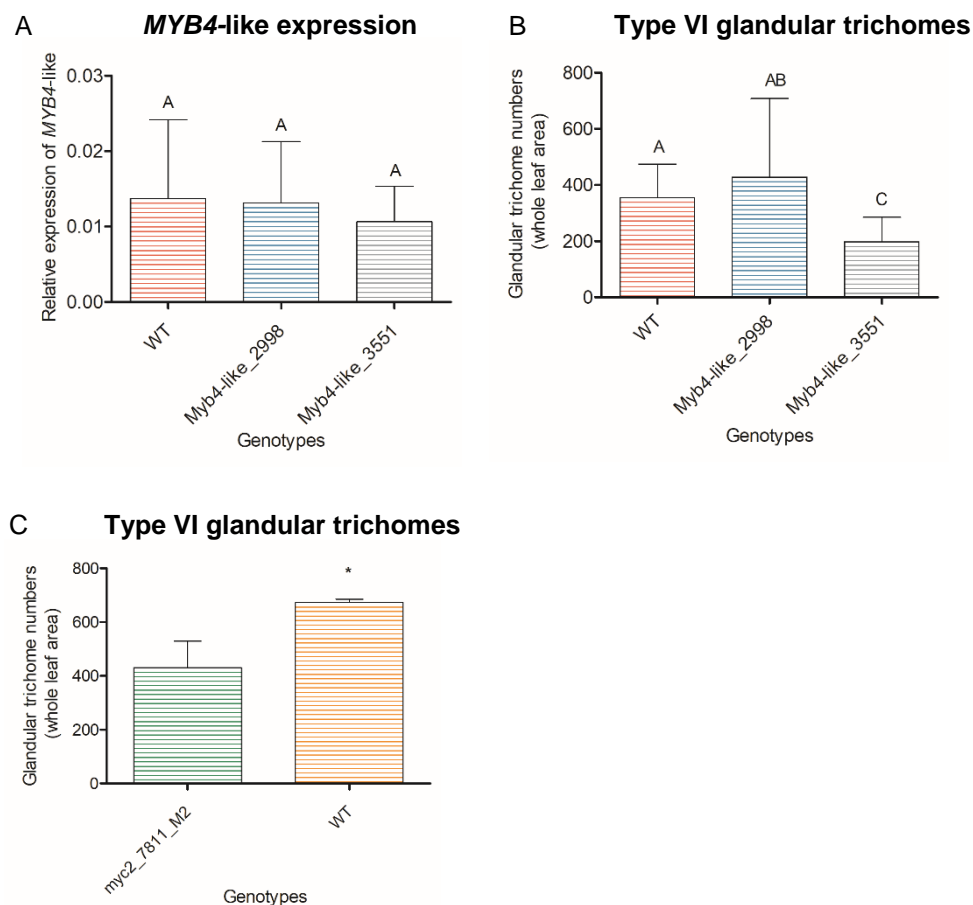 A
MYB4-like expression
Relative expression of MYB4-like
0.03
0.02
0.01
0.00
A
A
A
WT
Myb4-like_2998
Myb4-like_3551
Genotypes
B
Type VI glandular trichomes
Glandular trichome numbers
(whole leaf area)
800
600
400
200
0
A
AB
C
WT
Myb4-like_2998
Myb4-like_3551
Genotypes
C
Type VI glandular trichomes
Glandular trichome numbers
(whole leaf area)
800
600
400
200
0
*
myc2_7811_M2
WT
Genotypes